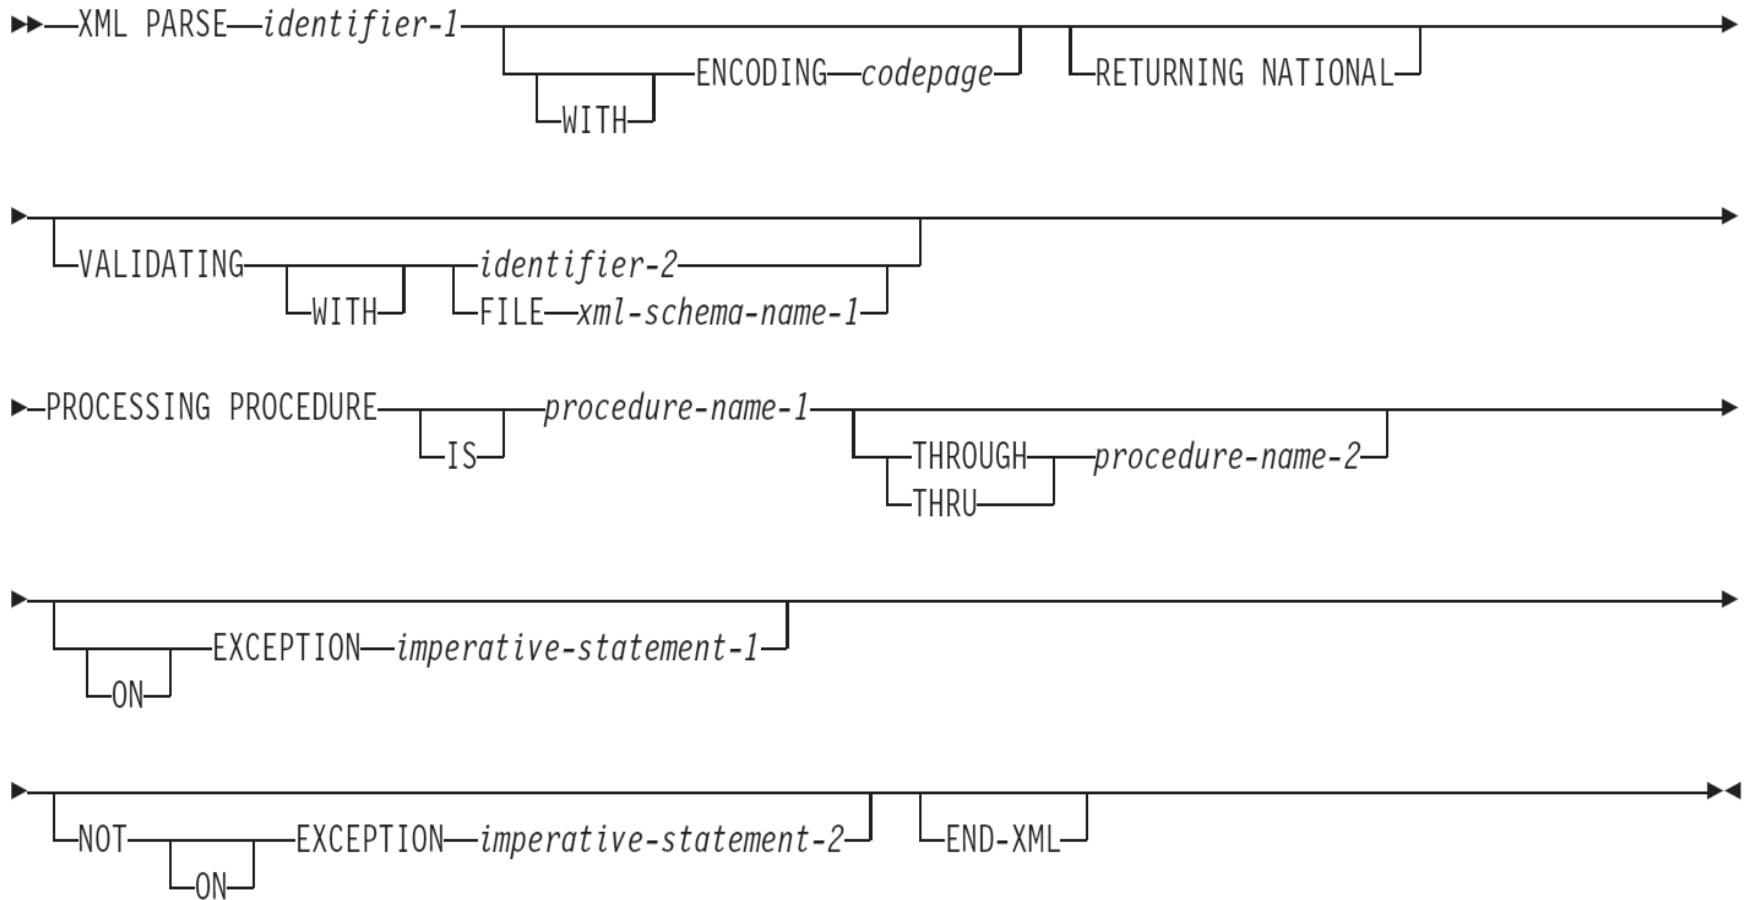 XML PARSE identifier-1
ENCODING codepage RETURNING NATIONAL
WITH
VALIDATING identifier-2
WITH FILE xml-schema-name-1
PROCESSING PROCEDURE procedure-name-1
IS THROUGH procedure-name-2
THRU
EXCEPTION imperative-statement-1
ON
NOT EXCEPTION imperative-statement-2 END-XML
ON